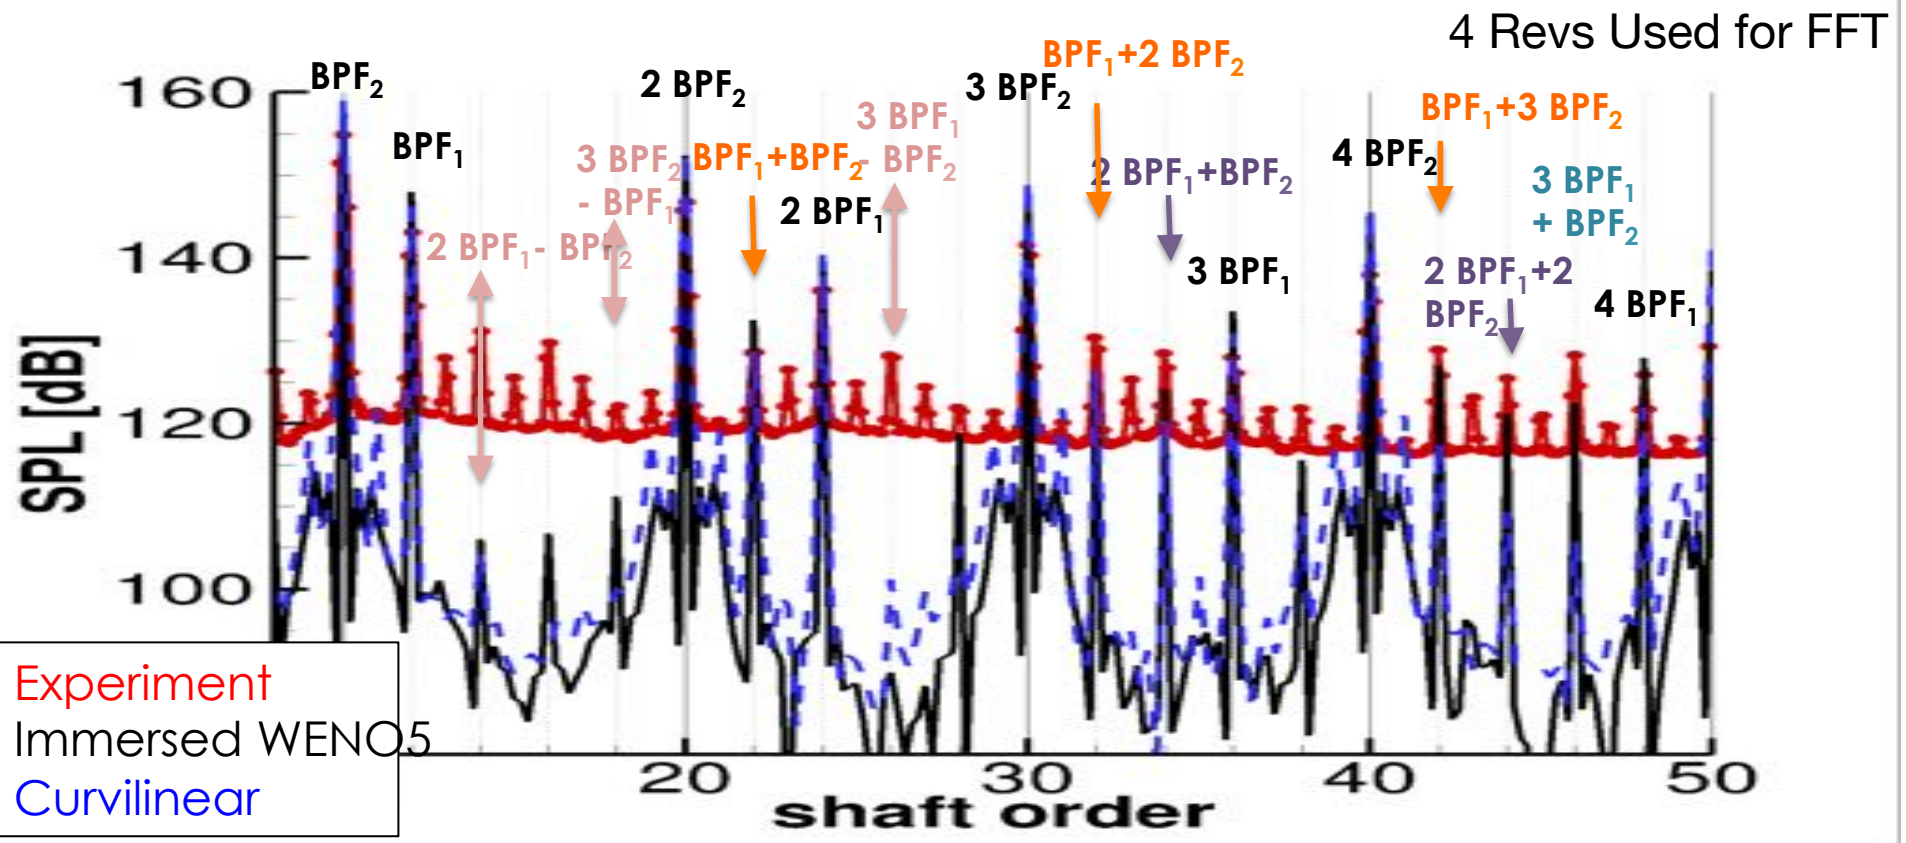 4 Revs Used for FFT
BPF₁+2 BPF₂
160
BPF₂
2 BPF₂
3 BPF₂
BPF₁+3 BPF₂
3 BPF₁
- BPF₂
BPF₁
3 BPF₂
- BPF₁
BPF₁+BPF₂
2 BPF₁+BPF₂
4 BPF₂
3 BPF₁
+ BPF₂
2 BPF₁
2 BPF₁- BPF₂
140
3 BPF₁
2 BPF₁+2
BPF₂
4 BPF₁
SPL [dB]
120
100
Experiment
Immersed WENO5
Curvilinear
20
30
40
50
shaft order